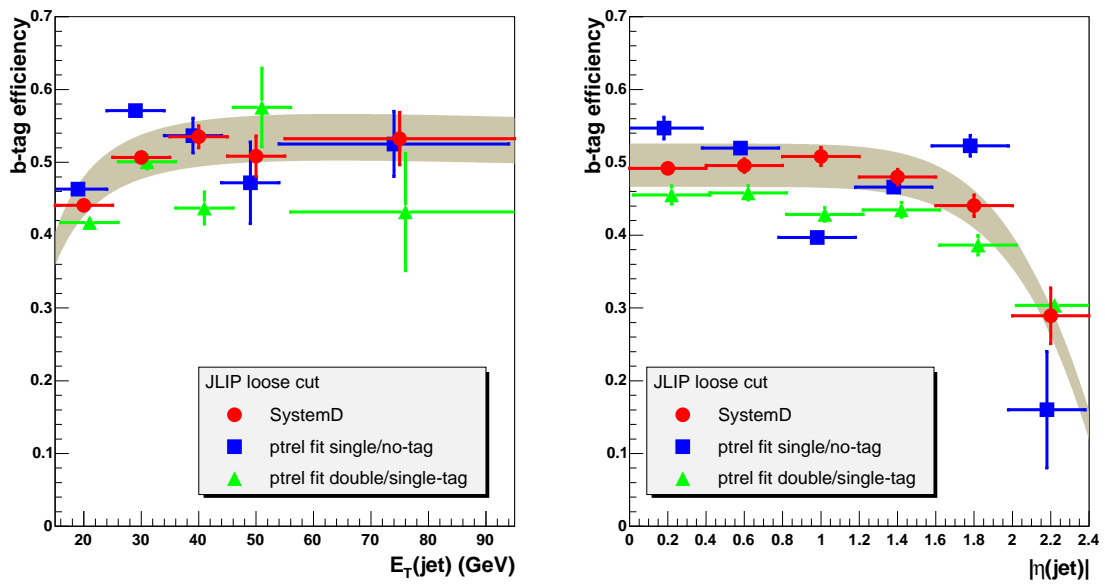 b-tag efficiency
0.7
0.6
0.5
0.4
0.3
0.2
0.1
0
JLIP loose cut
SystemD
ptrel fit single/no-tag
ptrel fit double/single-tag
20 30 40 50 60 70 80 90
E_T(jet) (GeV)
b-tag efficiency
0.7
0.6
0.5
0.4
0.3
0.2
0.1
0
JLIP loose cut
SystemD
ptrel fit single/no-tag
ptrel fit double/single-tag
0 0.2 0.4 0.6 0.8 1 1.2 1.4 1.6 1.8 2 2.2 2.4
|η(jet)|